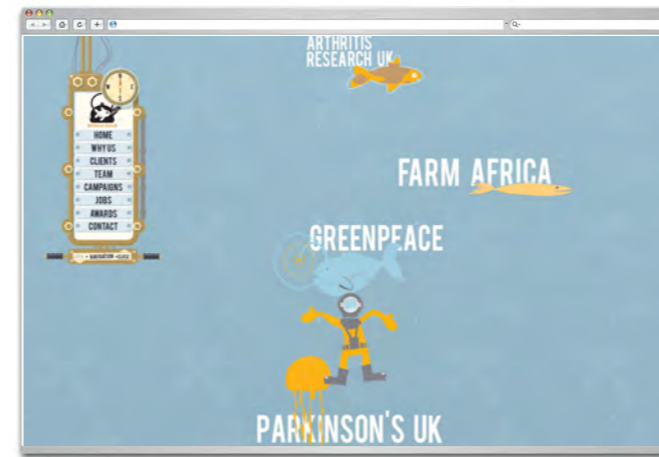 ARTHRITIS
RESEARCH UK
HOME
WHY US
CLIENTS
TEAM
CAMPAIGNS
JOBS
AWARDS
CONTACT
FARM AFRICA
GREENPEACE
PARKINSON'S UK